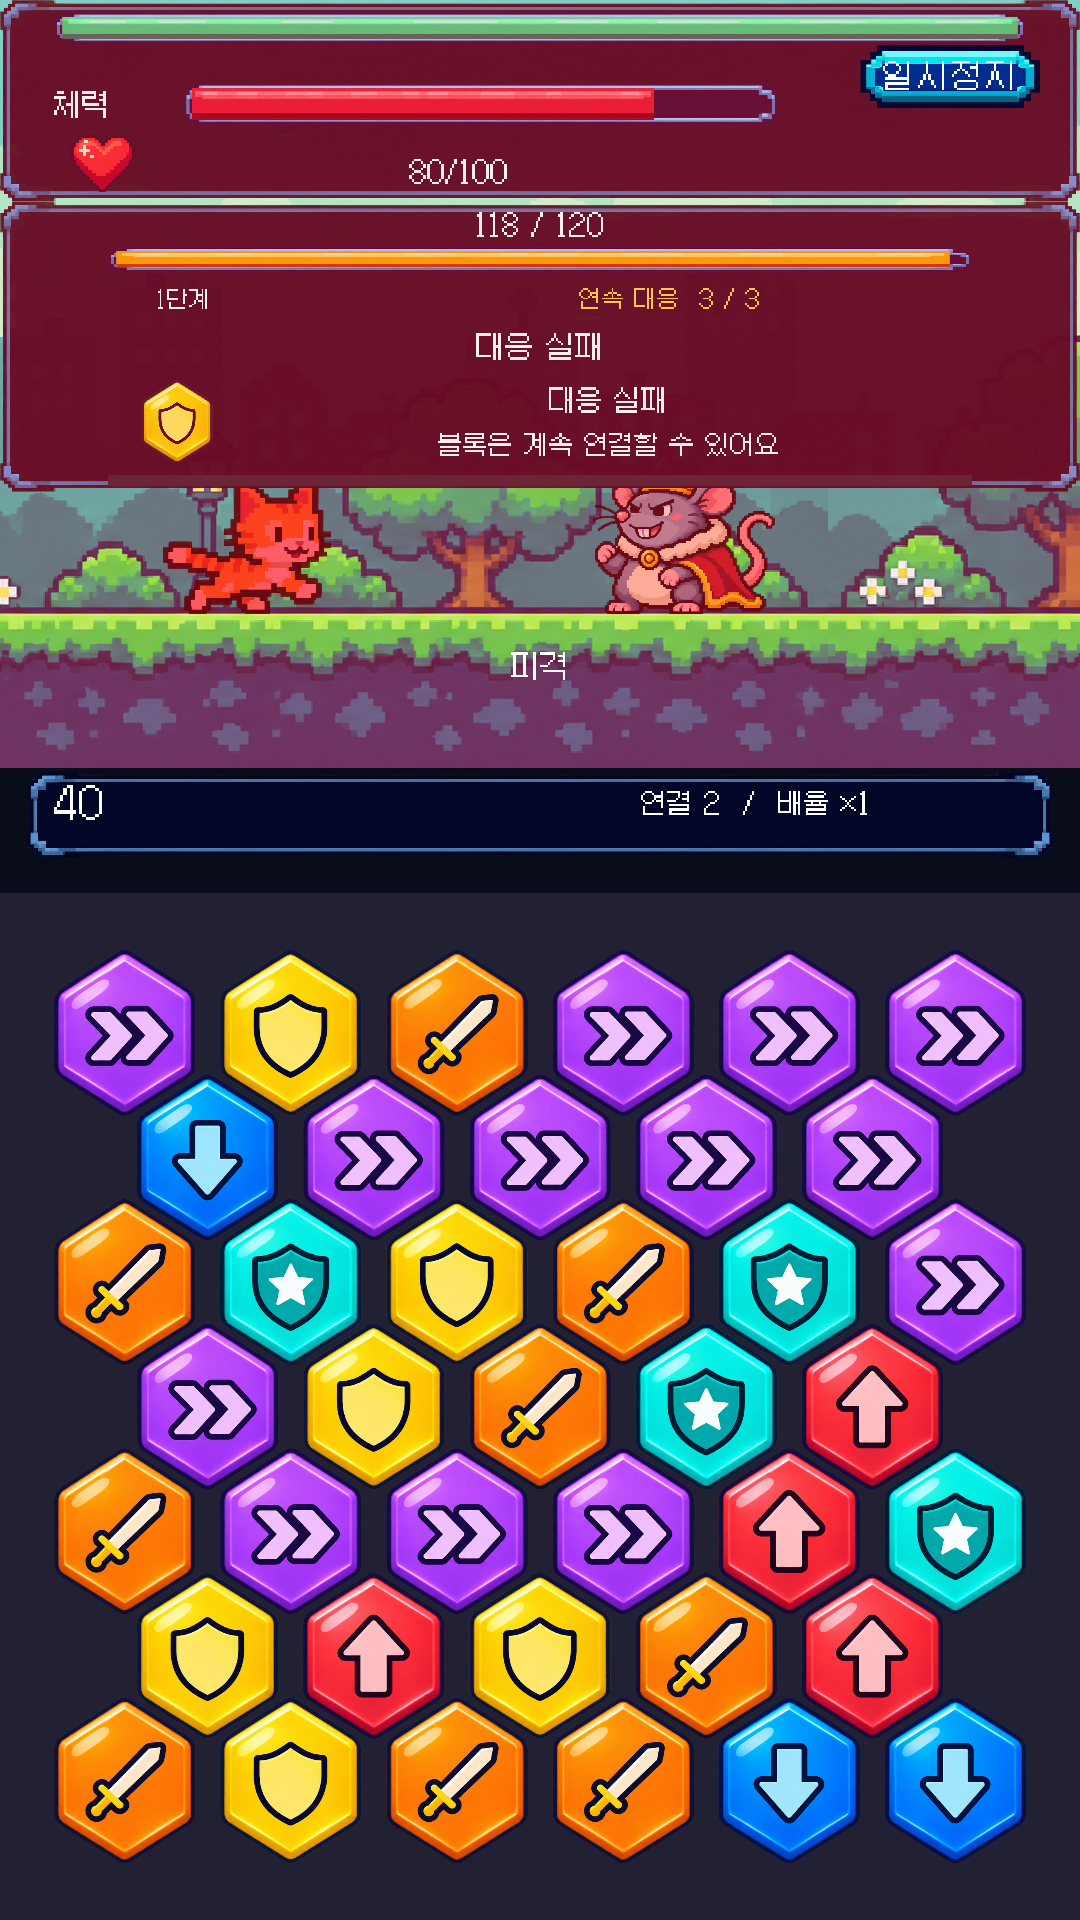 일시정지
체력
80/100
118 / 120
1단계
연속 대응 3 / 3
대응 실패
대응 실패
블록은 계속 연결할 수 있어요
피격
40
연결 2 / 배율 ×1